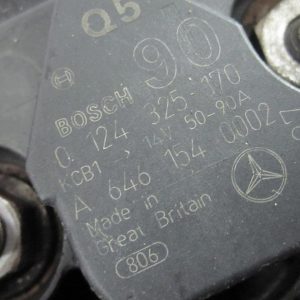 Q5
90
BOSCH
0 124 325 170
KCB1 → 14V 50-90A
A 646 154 0002
Made in
Great Britain
806